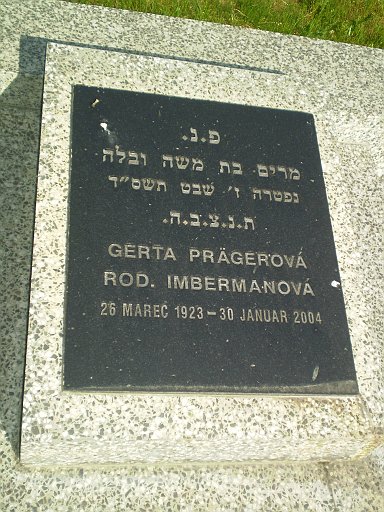 פ.נ.
מרים בת משה ובלה
נפטרה ז' שבט תשס"ד
ת.נ.צ.ב.ה.
GERTA PRÄGEROVÁ
ROD. IMBERMANOVÁ
26 MAREC 1923 – 30 JANUAR 2004